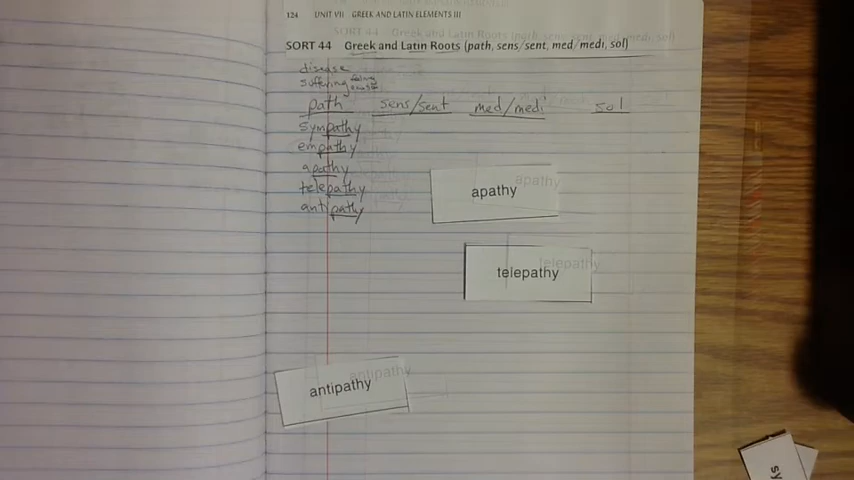 124 UNIT VII GREEK AND LATIN ELEMENTS III
SORT 44 Greek and Latin Roots (path, sens/sent, med/medi, sol)
disease
suffering feeling
path sens/sent med/medi sol
sympathy
empathy
apathy
telepathy
antipathy
apathy
telepathy
antipathy
sy